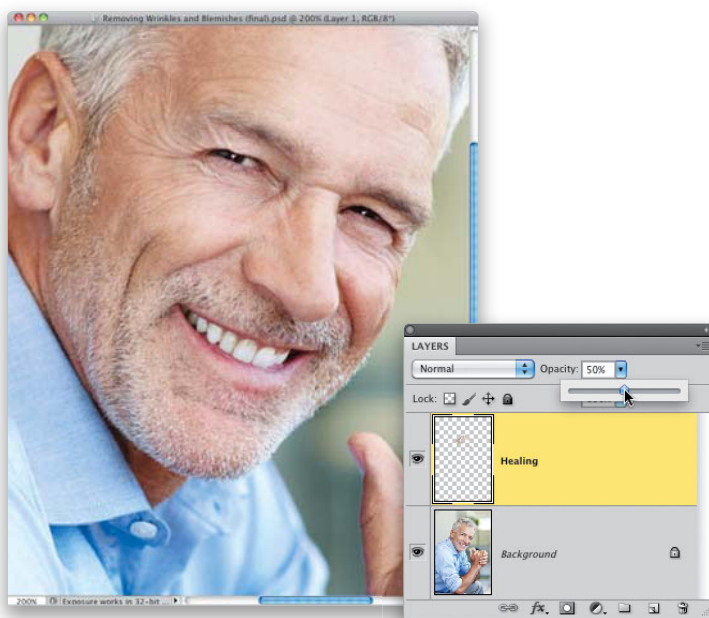 Removing Wrinkles and Blemishes (final).psd @ 200% (Layer 1, RGB/8*)
LAYERS
Normal
Opacity: 50%
Lock:
Healing
Background
200%
Exposure works in 32-bit ...
fx.